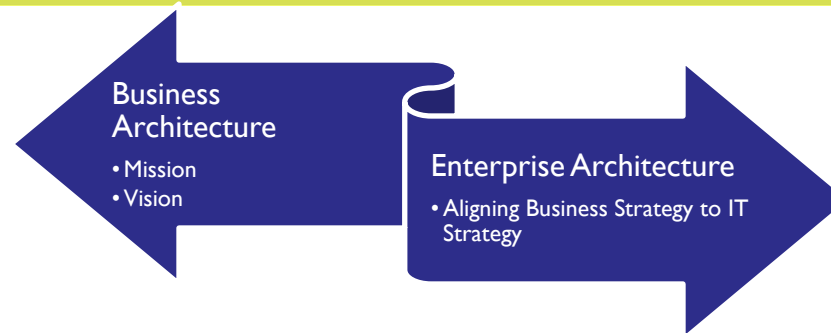 Business
Architecture
• Mission
• Vision
Enterprise Architecture
• Aligning Business Strategy to IT
Strategy